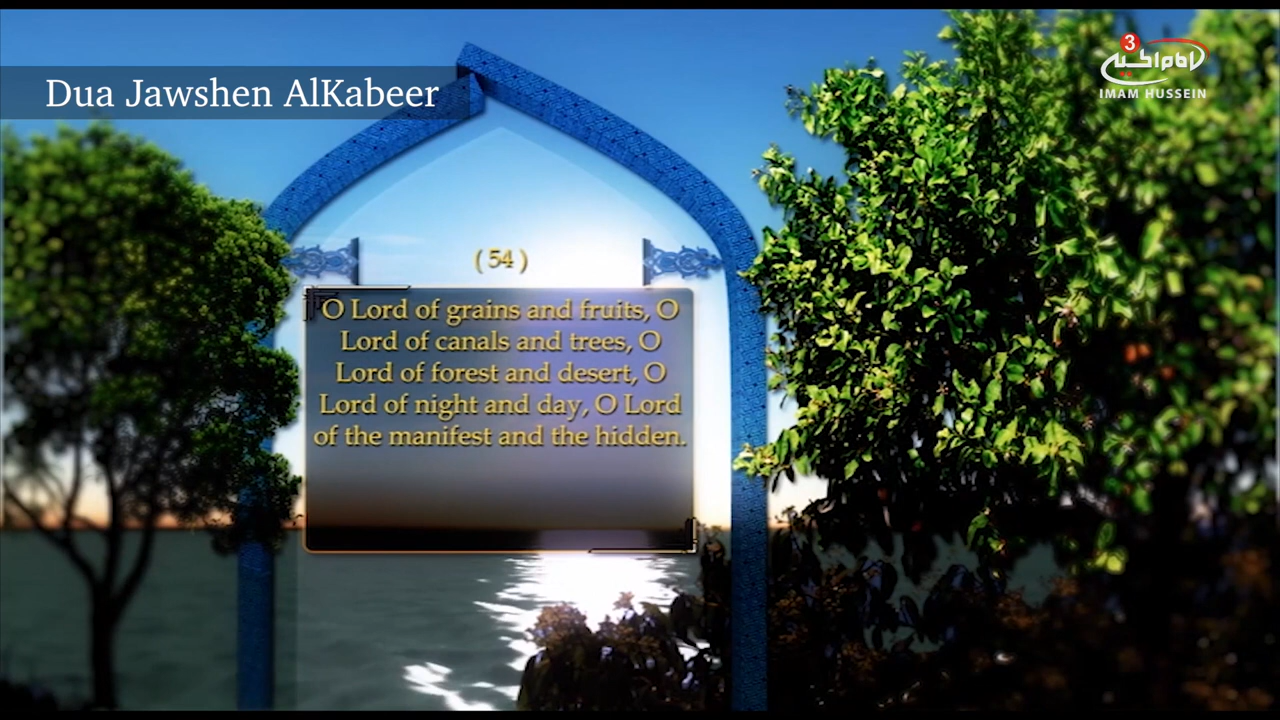 Dua Jawshen AlKabeer
3
IMAM HUSSEIN
( 54 )
O Lord of grains and fruits, O
Lord of canals and trees, O
Lord of forest and desert, O
Lord of night and day, O Lord
of the manifest and the hidden.